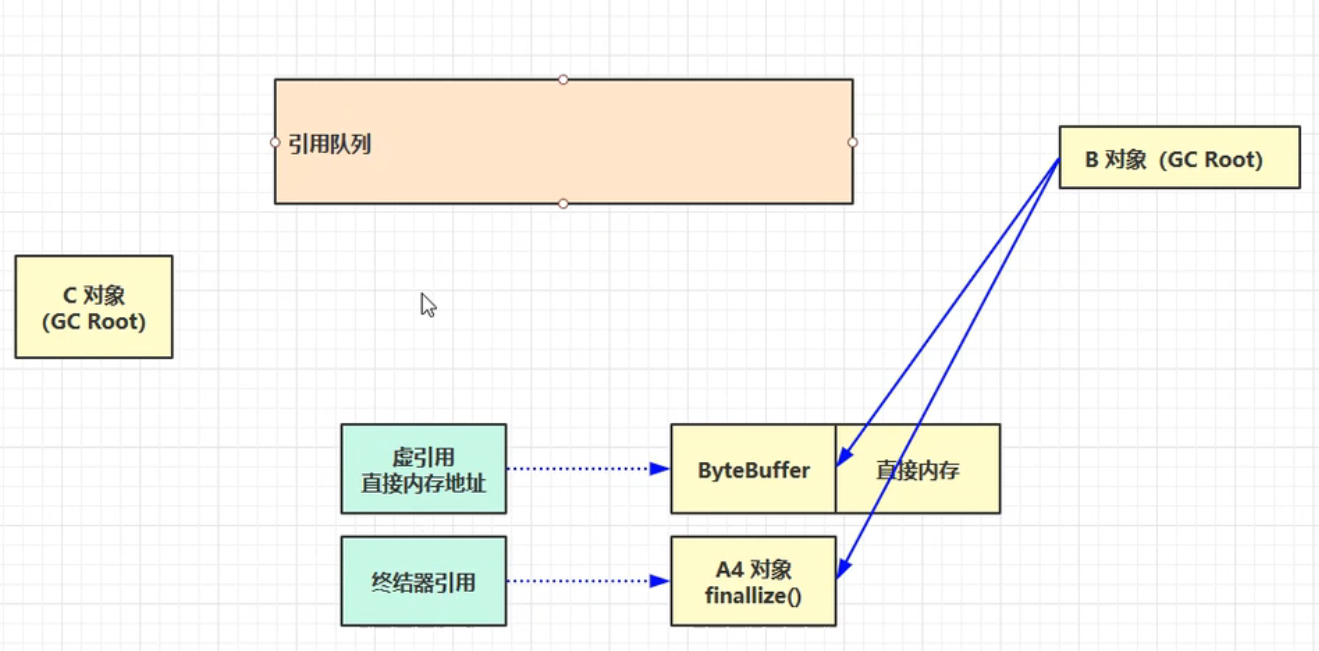 引用队列
B 对象（GC Root)
C 对象
(GC Root)
虚引用
直接内存地址
ByteBuffer
直接内存
终结器引用
A4 对象
finallize()